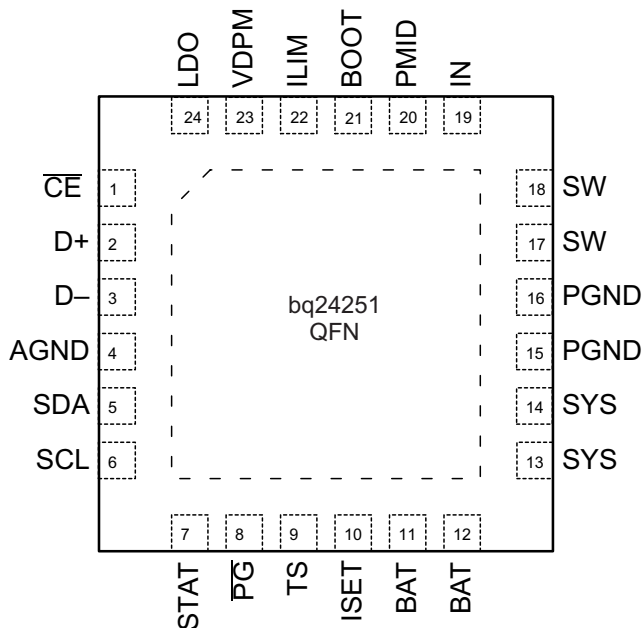 LDO
VDPM
ILIM
BOOT
PMID
IN
24
23
22
21
20
19
CE
1
18
SW
D+
2
17
SW
D–
3
bq24251
QFN
16
PGND
AGND
4
15
PGND
SDA
5
14
SYS
SCL
6
13
SYS
7
8
9
10
11
12
STAT
PG
TS
ISET
BAT
BAT